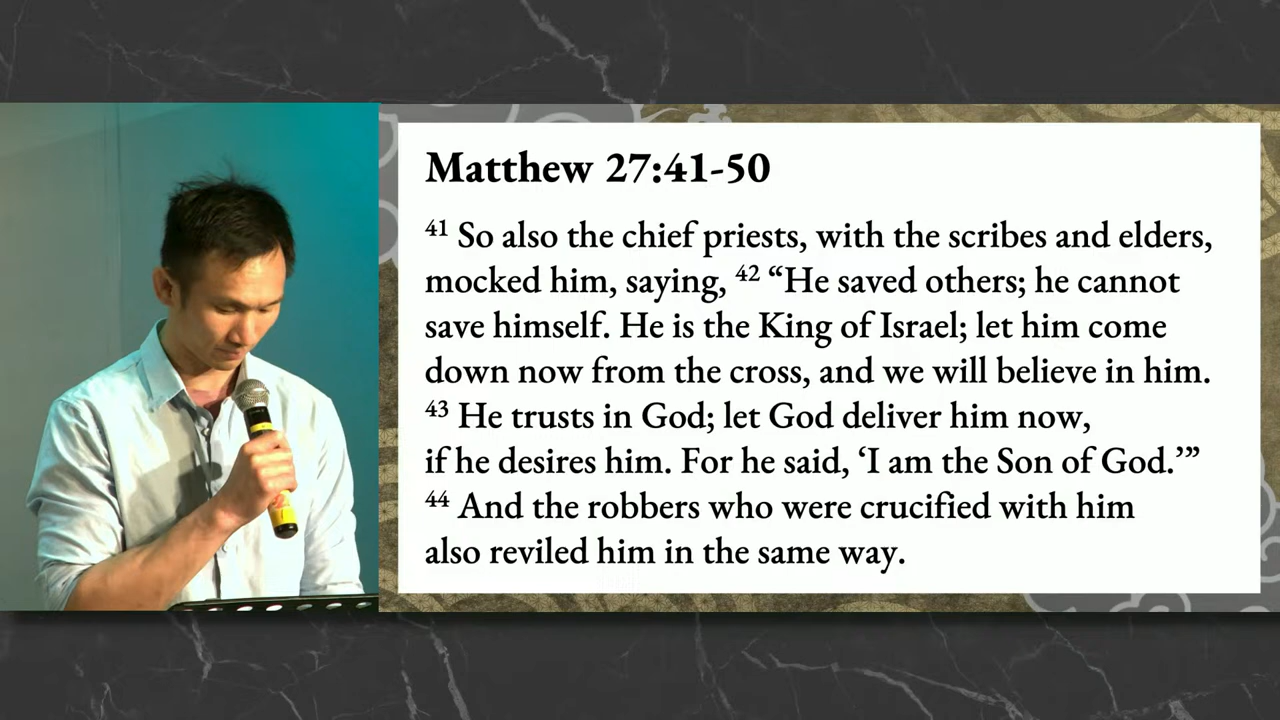 Matthew 27:41-50
41 So also the chief priests, with the scribes and elders,
mocked him, saying, 42 “He saved others; he cannot
save himself. He is the King of Israel; let him come
down now from the cross, and we will believe in him.
43 He trusts in God; let God deliver him now,
if he desires him. For he said, ‘I am the Son of God.’”
44 And the robbers who were crucified with him
also reviled him in the same way.